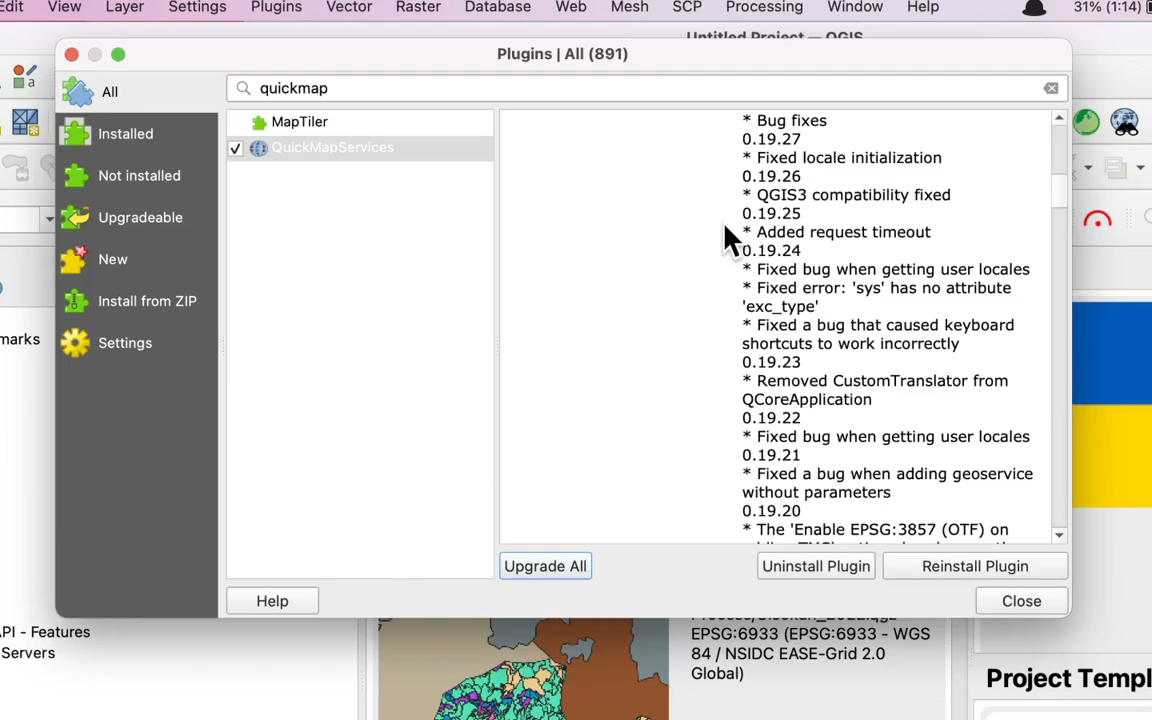 Edit View Layer Settings Plugins Vector Raster Database Web Mesh SCP Processing Window Help 31% (1:14)
Untitled Project — QGIS
Plugins | All (891)
All
quickmap
Installed
Not installed
Upgradeable
New
Install from ZIP
Settings
MapTiler
QuickMapServices
* Bug fixes
0.19.27
* Fixed locale initialization
0.19.26
* QGIS3 compatibility fixed
0.19.25
* Added request timeout
0.19.24
* Fixed bug when getting user locales
* Fixed error: 'sys' has no attribute
'exc_type'
* Fixed a bug that caused keyboard
shortcuts to work incorrectly
0.19.23
* Removed CustomTranslator from
QCoreApplication
0.19.22
* Fixed bug when getting user locales
0.19.21
* Fixed a bug when adding geoservice
without parameters
0.19.20
* The 'Enable EPSG:3857 (OTF) on
Upgrade All
Uninstall Plugin
Reinstall Plugin
Help
Close
marks
PI - Features
Servers
EPSG:6933 (EPSG:6933 - WGS
84 / NSIDC EASE-Grid 2.0
Global)
Project Templ